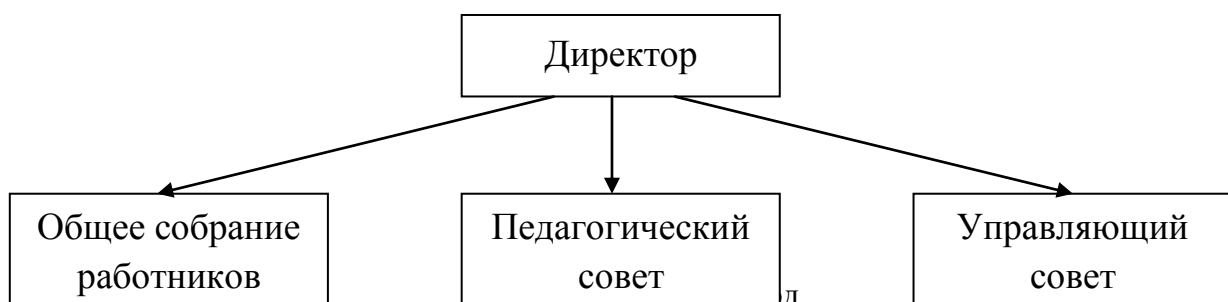 Директор
Общее собрание
работников
Педагогический
совет
Управляющий
совет